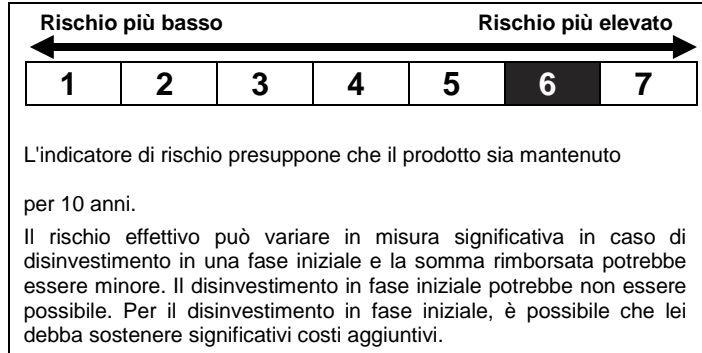 Rischio più basso Rischio più elevato
1 2 3 4 5 6 7
L'indicatore di rischio presuppone che il prodotto sia mantenuto
per 10 anni.
Il rischio effettivo può variare in misura significativa in caso di
disinvestimento in una fase iniziale e la somma rimborsata potrebbe
essere minore. Il disinvestimento in fase iniziale potrebbe non essere
possibile. Per il disinvestimento in fase iniziale, è possibile che lei
debba sostenere significativi costi aggiuntivi.